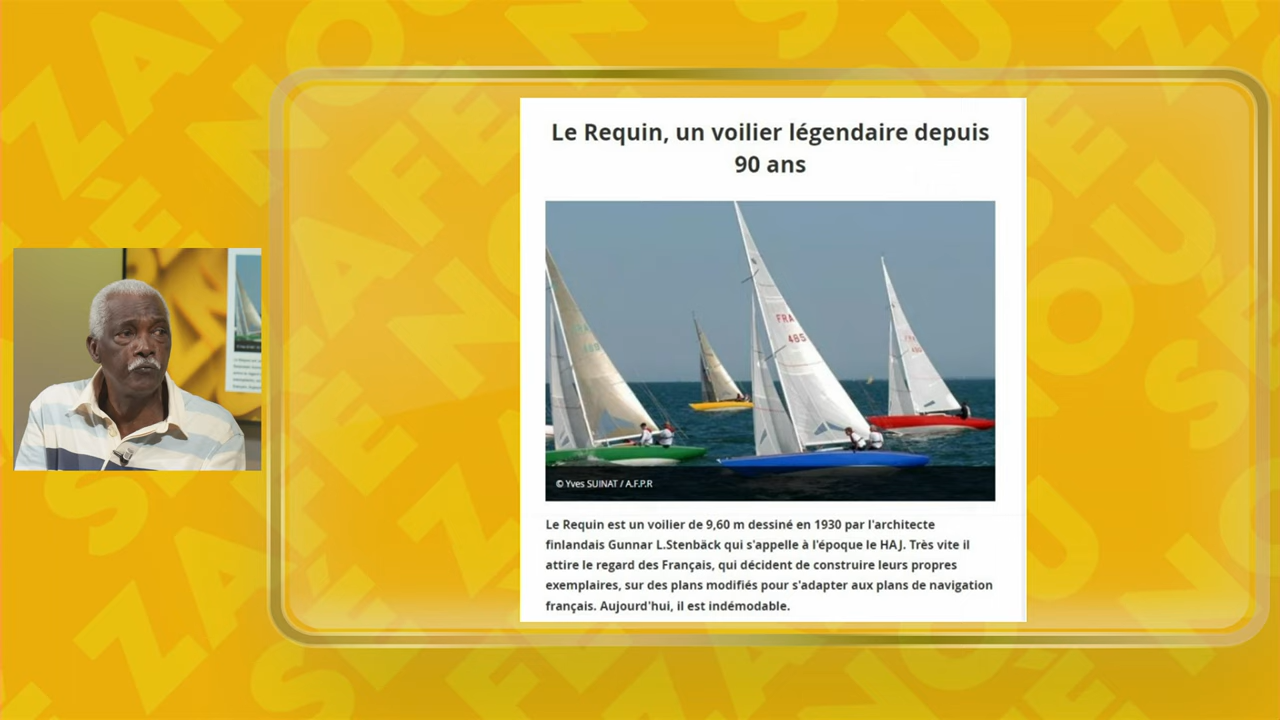 Le Requin, un voilier légendaire depuis
90 ans
FRA
485
© Yves SUINAT / A.F.P.R
Le Requin est un voilier de 9,60 m dessiné en 1930 par l'architecte
finlandais Gunnar L.Stenbäck qui s'appelle à l'époque le HAJ. Très vite il
attire le regard des Français, qui décident de construire leurs propres
exemplaires, sur des plans modifiés pour s'adapter aux plans de navigation
français. Aujourd'hui, il est indémodable.